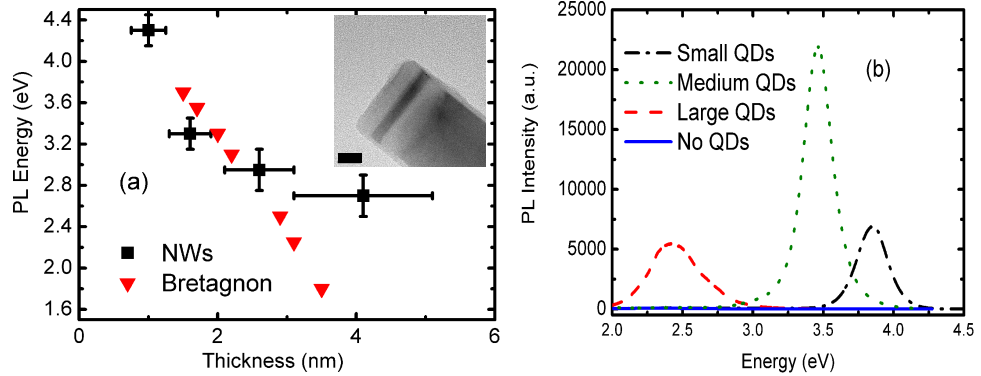 4.4
4.0
3.6
3.2
2.8
2.4
2.0
1.6
PL Energy (eV)
(a)
NWs
Bretagnon
0 2 4 6
Thickness (nm)
25000
20000
15000
10000
5000
0
PL Intensity (a.u.)
Small QDs
Medium QDs
Large QDs
No QDs
(b)
2.0 2.5 3.0 3.5 4.0 4.5
Energy (eV)